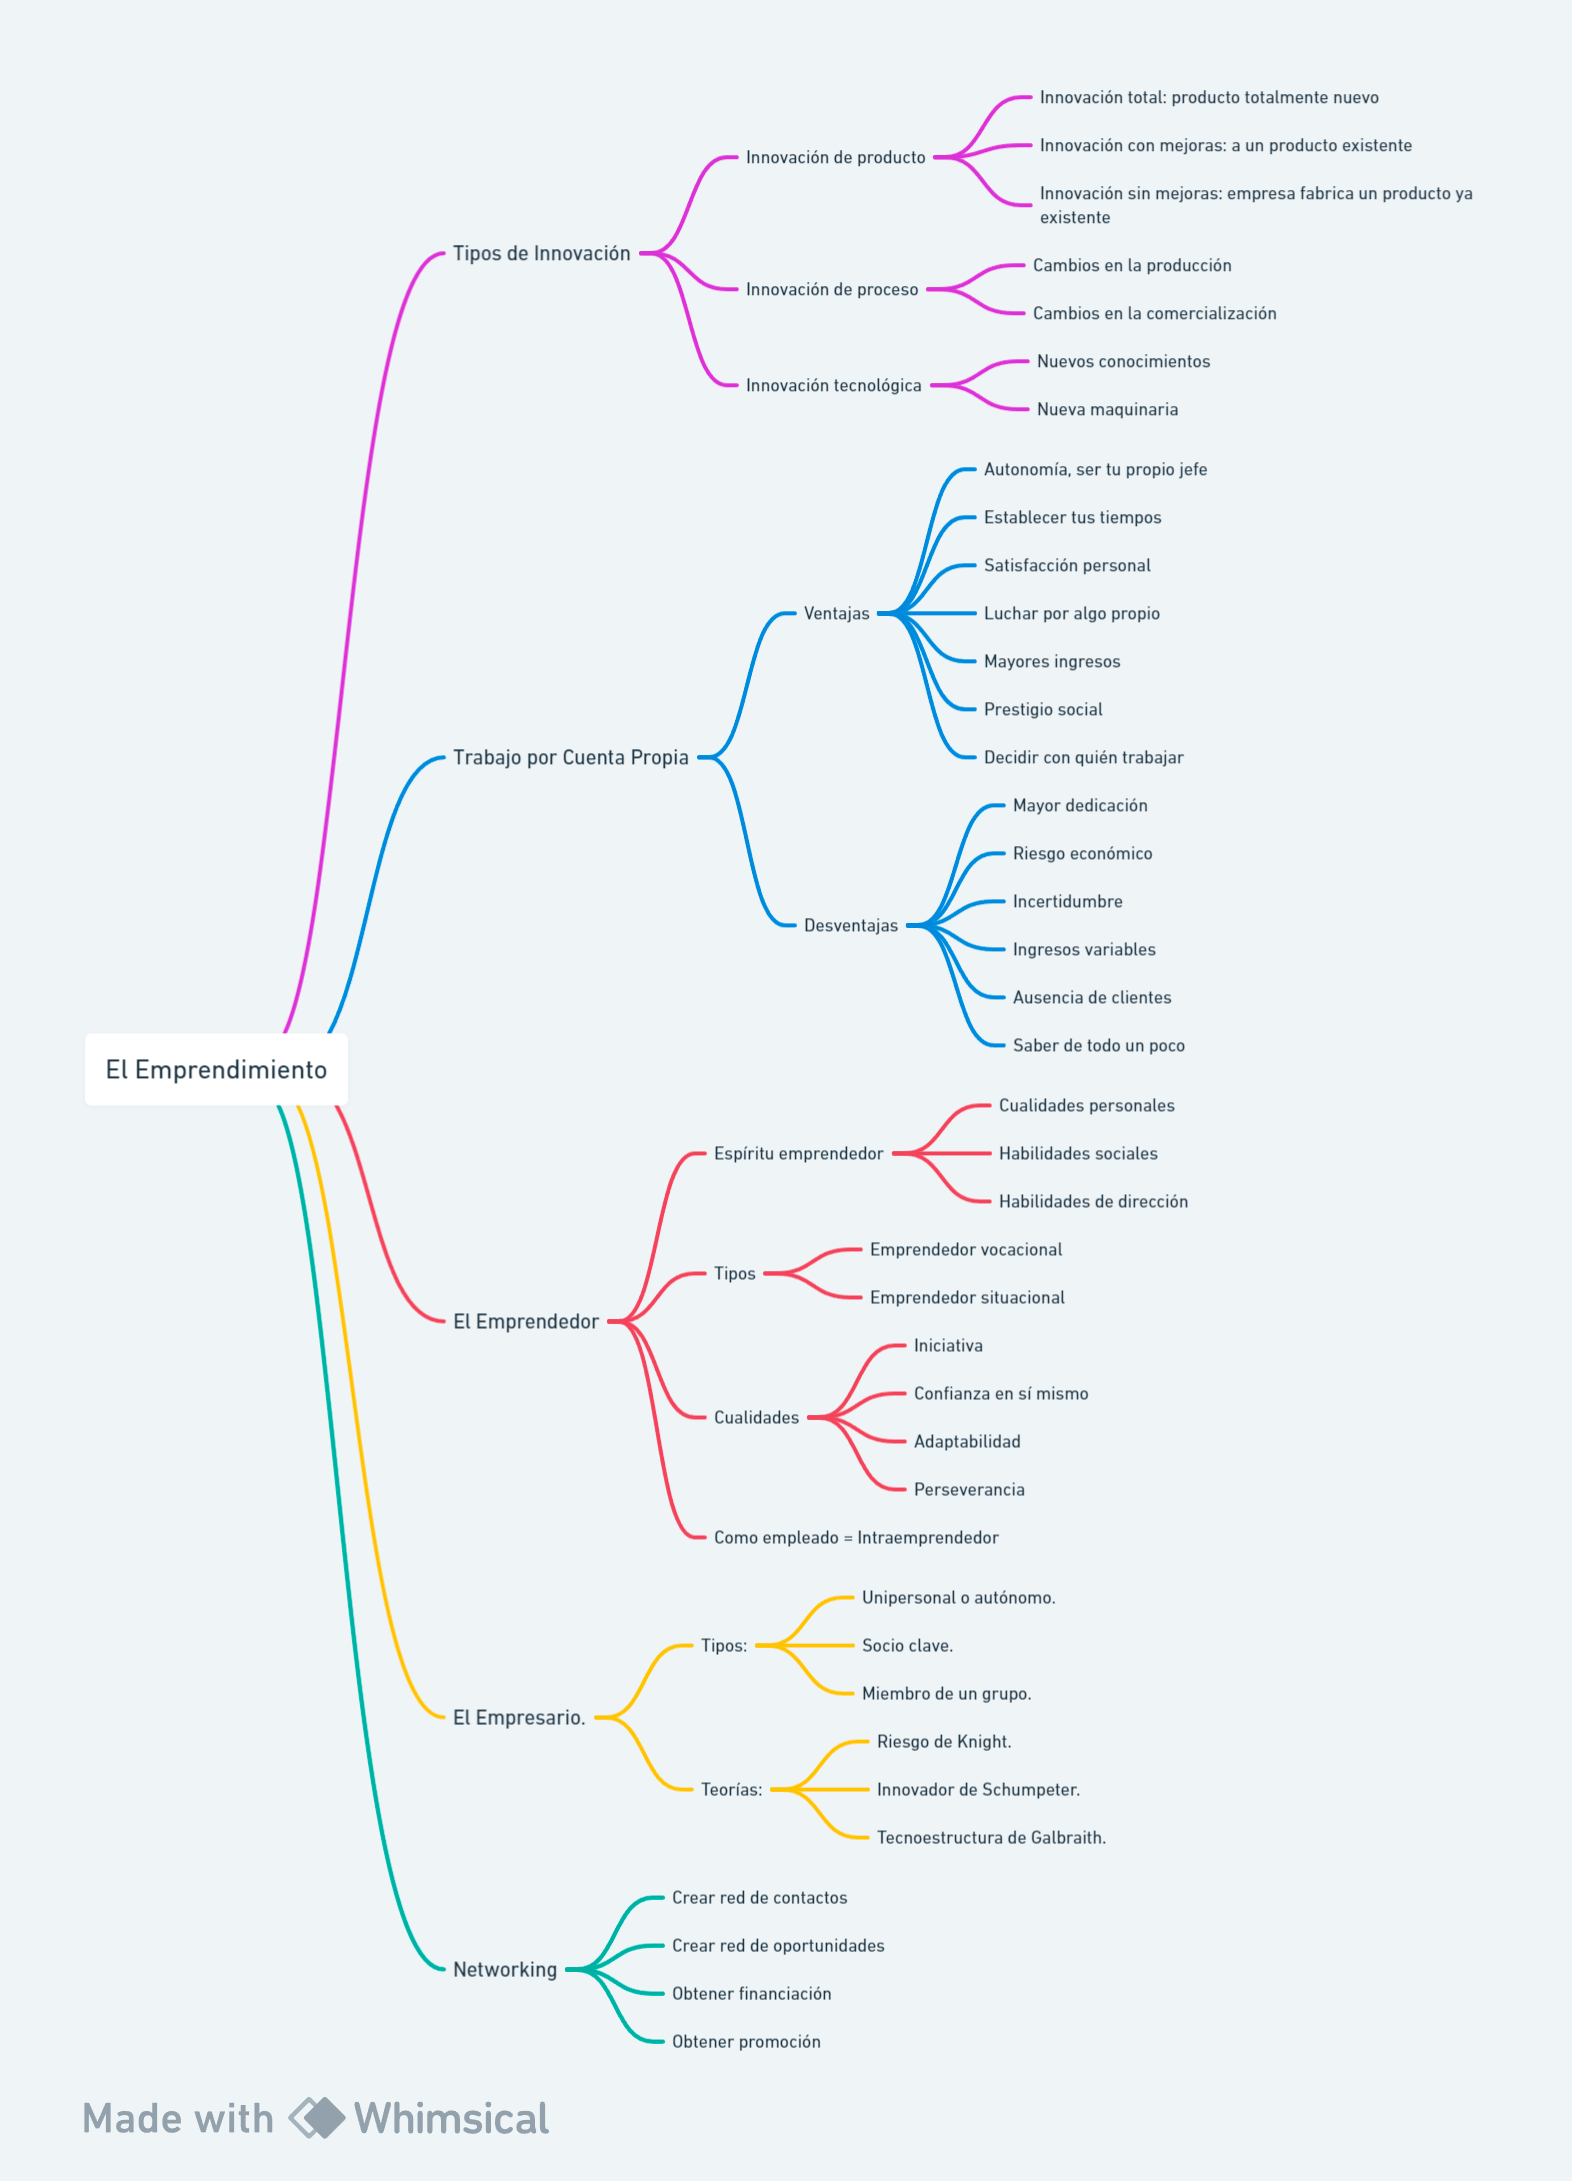 El Emprendimiento
Tipos de Innovación
Innovación de producto
Innovación total: producto totalmente nuevo
Innovación con mejoras: a un producto existente
Innovación sin mejoras: empresa fabrica un producto ya
existente
Innovación de proceso
Cambios en la producción
Cambios en la comercialización
Innovación tecnológica
Nuevos conocimientos
Nueva maquinaria
Trabajo por Cuenta Propia
Ventajas
Autonomía, ser tu propio jefe
Establecer tus tiempos
Satisfacción personal
Luchar por algo propio
Mayores ingresos
Prestigio social
Decidir con quién trabajar
Desventajas
Mayor dedicación
Riesgo económico
Incertidumbre
Ingresos variables
Ausencia de clientes
Saber de todo un poco
El Emprendedor
Espíritu emprendedor
Cualidades personales
Habilidades sociales
Habilidades de dirección
Tipos
Emprendedor vocacional
Emprendedor situacional
Cualidades
Iniciativa
Confianza en sí mismo
Adaptabilidad
Perseverancia
Como empleado = Intraemprendedor
El Empresario.
Tipos:
Unipersonal o autónomo.
Socio clave.
Miembro de un grupo.
Teorías:
Riesgo de Knight.
Innovador de Schumpeter.
Tecnoestructura de Galbraith.
Networking
Crear red de contactos
Crear red de oportunidades
Obtener financiación
Obtener promoción
Made with Whimsical